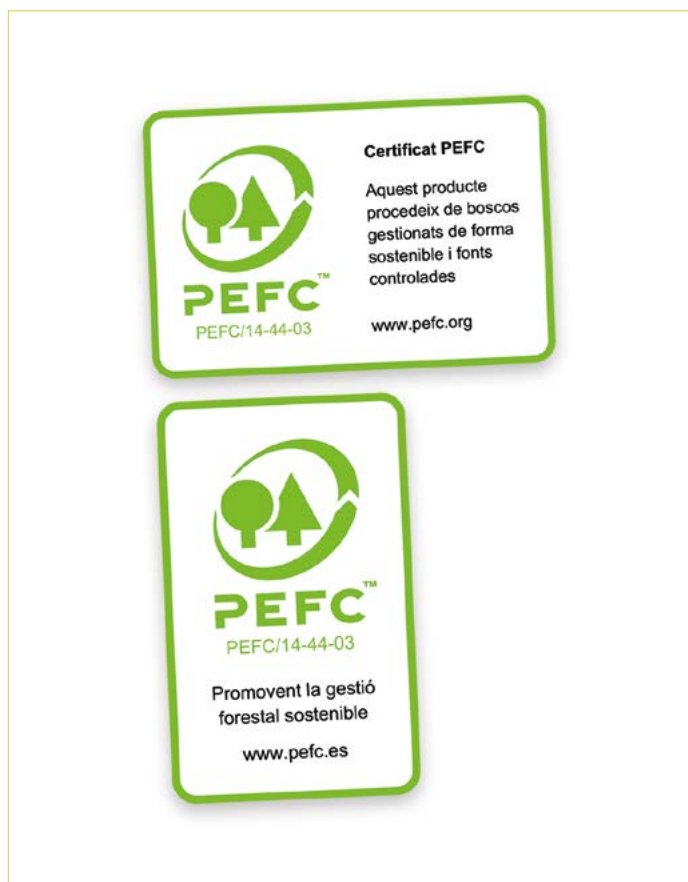 PEFC™
PEFC/14-44-03
Certificat PEFC
Aquest producte
procedeix de boscos
gestionats de forma
sostenible i fonts
controlades
www.pefc.org
PEFC™
PEFC/14-44-03
Promovent la gestió
forestal sostenible
www.pefc.es